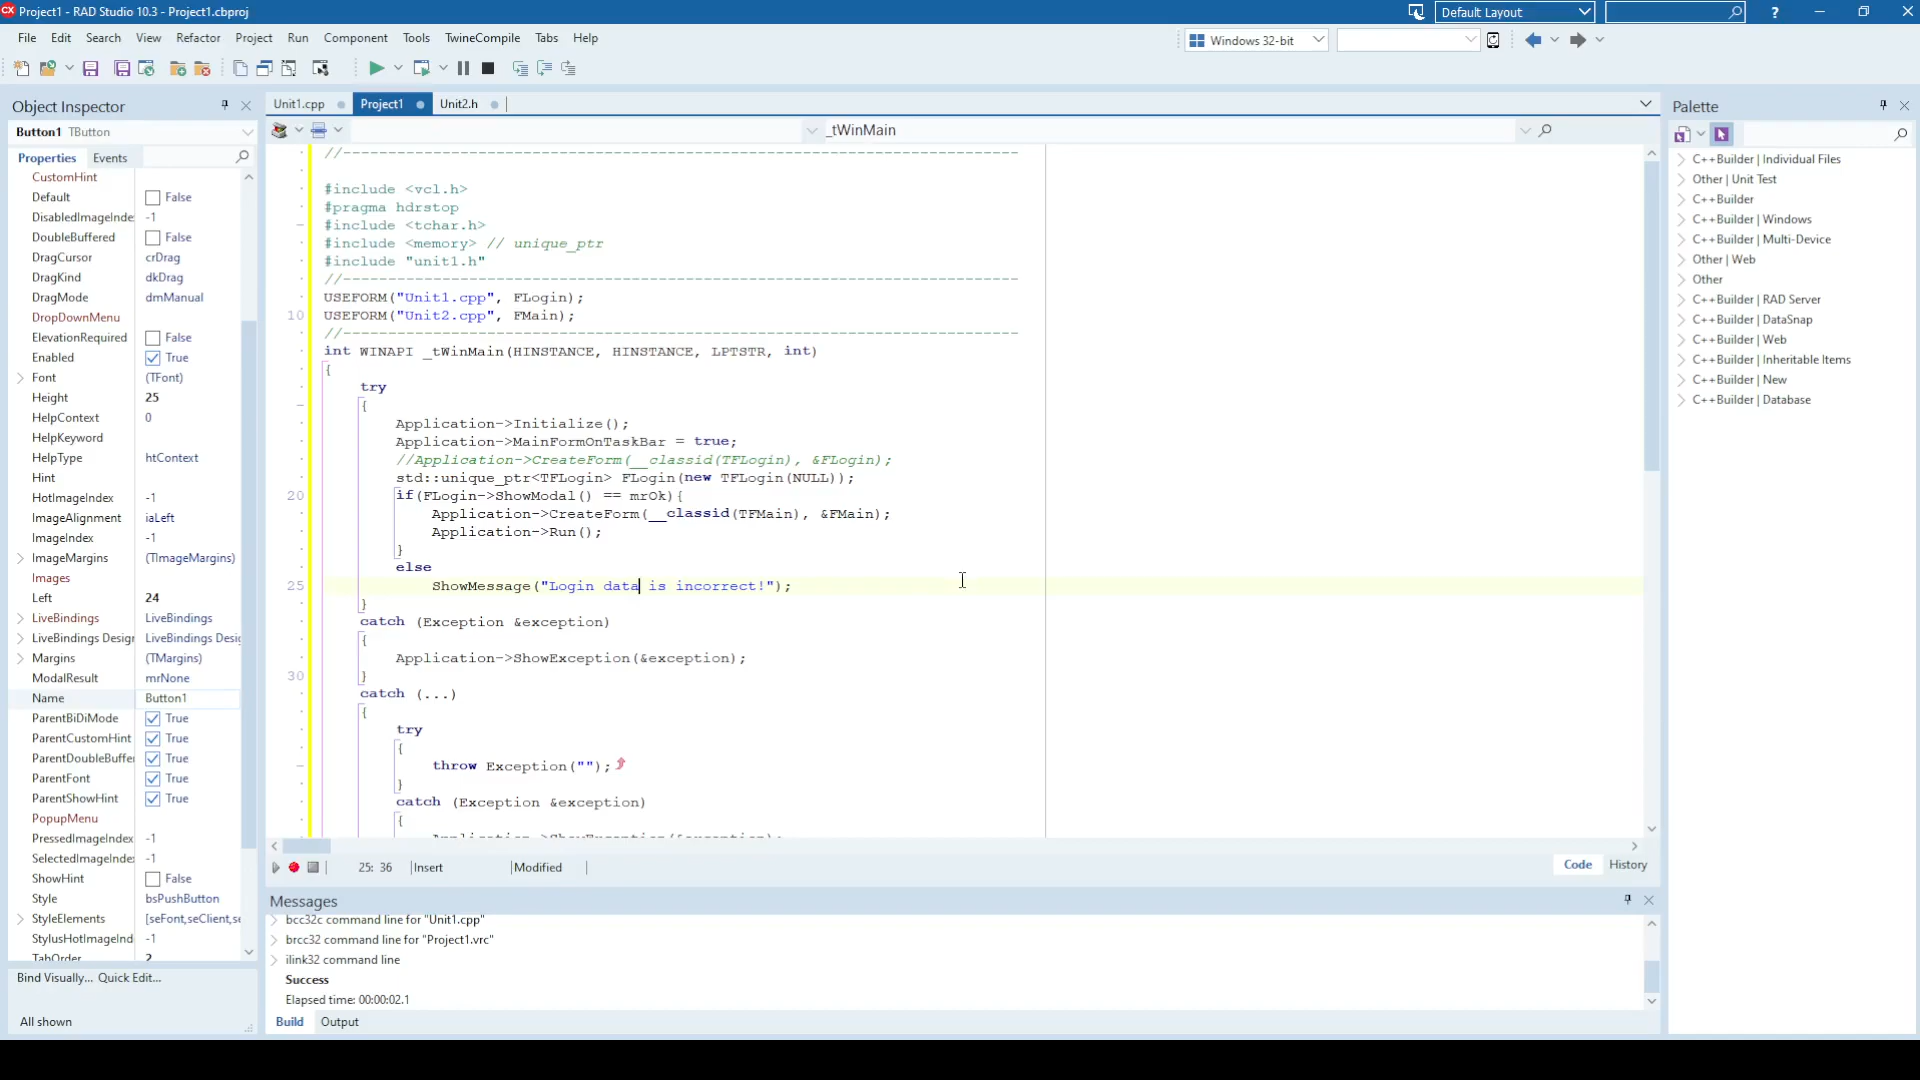 Project1 - RAD Studio 10.3 - Project1.cbproj
Default Layout
?
File Edit Search View Refactor Project Run Component Tools TwineCompile Tabs Help
Windows 32-bit
Object Inspector
Button1 TButton
Properties Events
CustomHint
Default False
DisabledImageInde -1
DoubleBuffered False
DragCursor crDrag
DragKind dkDrag
DragMode dmManual
DropDownMenu
ElevationRequired False
Enabled True
Font (TFont)
Height 25
HelpContext 0
HelpKeyword
HelpType htContext
Hint
HotImageIndex -1
ImageAlignment iaLeft
ImageIndex -1
ImageMargins (TImageMargins)
Images
Left 24
LiveBindings LiveBindings
LiveBindings Desigr LiveBindings Desig
Margins (TMargins)
ModalResult mrNone
Name Button1
ParentBiDiMode True
ParentCustomHint True
ParentDoubleBuffe True
ParentFont True
ParentShowHint True
PopupMenu
PressedImageIndex -1
SelectedImageInde -1
ShowHint False
Style bsPushButton
StyleElements [seFont,seClient,se
StylusHotImageInd -1
TabOrder 2
Bind Visually... Quick Edit...
All shown
Unit1.cpp Project1 Unit2.h
_tWinMain
//---------------------------------------------------------------------------
#include <vcl.h>
#pragma hdrstop
#include <tchar.h>
#include <memory> // unique_ptr
#include "unit1.h"
//---------------------------------------------------------------------------
USEFORM("Unit1.cpp", FLogin);
10 USEFORM("Unit2.cpp", FMain);
//---------------------------------------------------------------------------
int WINAPI _tWinMain(HINSTANCE, HINSTANCE, LPTSTR, int)
{
try
{
Application->Initialize();
Application->MainFormOnTaskBar = true;
//Application->CreateForm(__classid(TFLogin), &FLogin);
std::unique_ptr<TFLogin> FLogin(new TFLogin(NULL));
20 if(FLogin->ShowModal() == mrOk){
Application->CreateForm(__classid(TFMain), &FMain);
Application->Run();
}
else
25 ShowMessage("Login data is incorrect!");
}
catch (Exception &exception)
{
Application->ShowException(&exception);
30 }
catch (...)
{
try
{
throw Exception("");
}
catch (Exception &exception)
{
Application->ShowException(&exception);
25: 36 Insert Modified
Code History
Messages
bcc32c command line for "Unit1.cpp"
brcc32 command line for "Project1.vrc"
ilink32 command line
Success
Elapsed time: 00:00:02.1
Build Output
Palette
C++Builder | Individual Files
Other | Unit Test
C++Builder
C++Builder | Windows
C++Builder | Multi-Device
Other | Web
Other
C++Builder | RAD Server
C++Builder | DataSnap
C++Builder | Web
C++Builder | Inheritable Items
C++Builder | New
C++Builder | Database